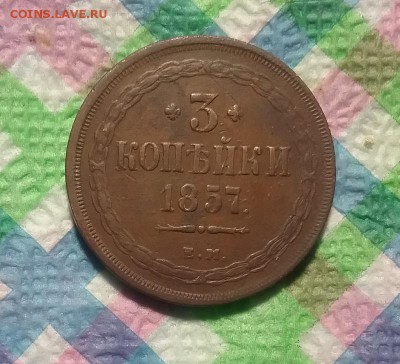 COINS.LAVE.RU
3
КОПѢЙКИ
1857.
Е.М.